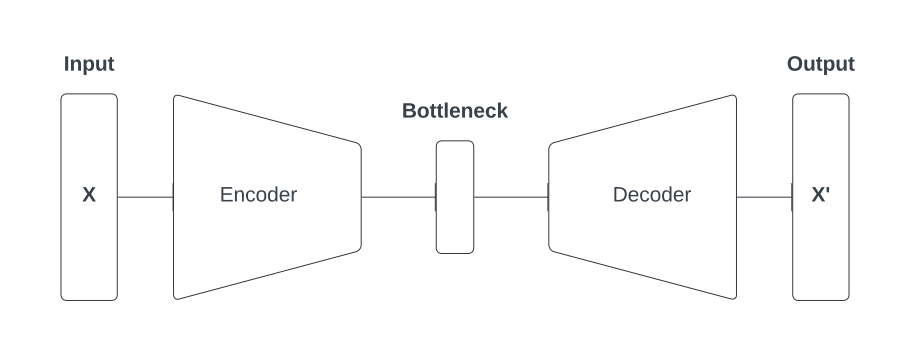 Input
Output
Bottleneck
X
Encoder
Decoder
X'